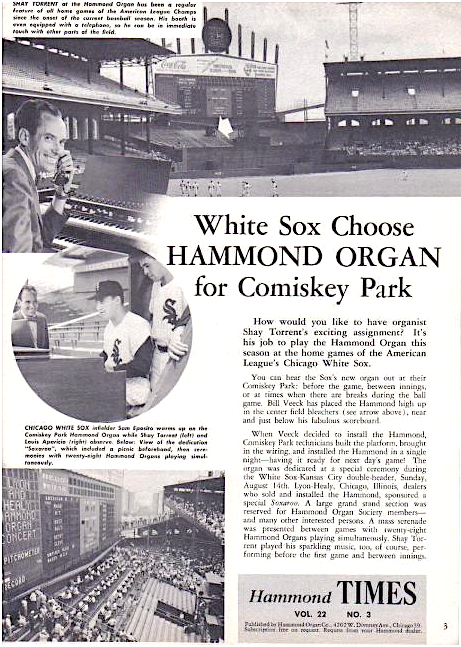 SHAY TORRENT at the Hammond Organ has been a regular
feature of all home games of the American League Champs
since the onset of the current baseball season. His booth is
even equipped with a telephone, so he can be in immediate
touch with other parts of the field.
Coca-Cola
White Sox Choose
HAMMOND ORGAN
for Comiskey Park
How would you like to have organist
Shay Torrent's exciting assignment? It's
his job to play the Hammond Organ this
season at the home games of the American
League's Chicago White Sox.
You can hear the Sox's new organ out at their
Comiskey Park: before the game, between innings,
or at times when there are breaks during the ball
game. Bill Veeck has placed the Hammond high up
in the center field bleachers (see arrow above), near
and just below his fabulous scoreboard.
When Veeck decided to install the Hammond,
Comiskey Park technicians built the platform, brought
in the wiring, and installed the Hammond in a single
night—having it ready for next day's game! The
organ was dedicated at a special ceremony during
the White Sox-Kansas City double-header, Sunday,
August 14th. Lyon-Healy, Chicago, Illinois, dealers
who sold and installed the Hammond, sponsored a
special Soxaroo. A large grand stand section was
reserved for Hammond Organ Society members—
and many other interested persons. A mass serenade
was presented between games with twenty-eight
Hammond Organs playing simultaneously. Shay Tor-
rent played his sparkling music, too, of course, per-
forming before the first game and between innings.
CHICAGO WHITE SOX infielder Sam Esposito warms up on the
Comiskey Park Hammond Organ while Shay Torrent (left) and
Louis Aparicio (right) observe. Below: View of the dedication
"Soxaroo", which included a picnic beforehand, then cere-
monies with twenty-eight Hammond Organs playing simul-
taneously.
ORGAN
CONCERT
PITCHOMETER
RECORD
Hammond TIMES
VOL. 22 NO. 3
Published by Hammond Organ Co., 4202 W. Diversey Ave., Chicago 39.
Subscription free on request. Request from your Hammond dealer.
3